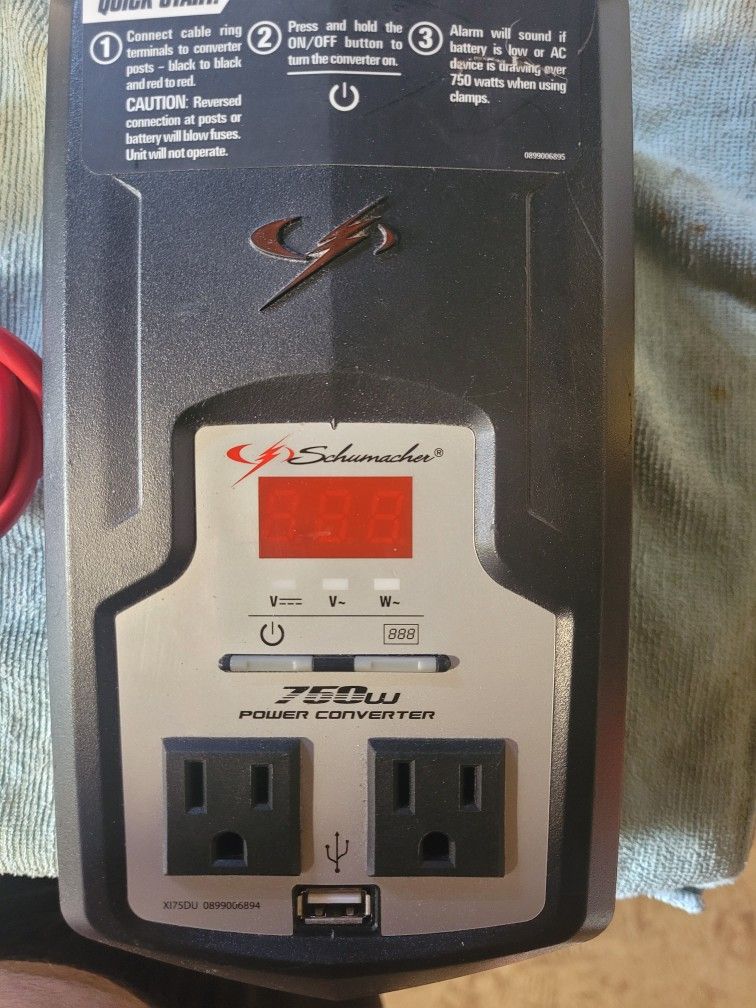 QUICK START:
1 Connect cable ring
terminals to converter
posts – black to black
and red to red.
CAUTION: Reversed
connection at posts or
battery will blow fuses.
Unit will not operate.
2 Press and hold the
ON/OFF button to
turn the converter on.
3 Alarm will sound if
battery is low or AC
device is drawing over
750 watts when using
clamps.
0899006895
Schumacher®
888
V⎓ V~ W~
888
750W
POWER CONVERTER
XI75DU 0899006894